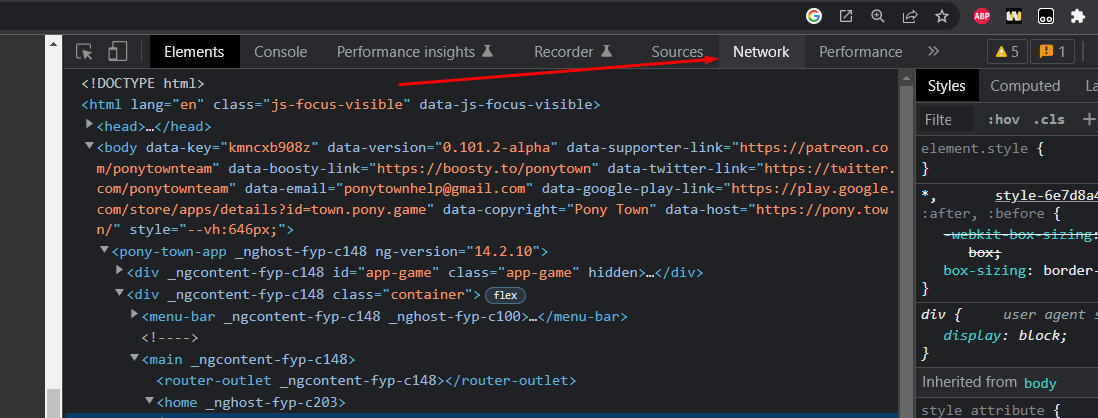 ABP
Elements Console Performance insights Recorder Sources Network Performance » 5 1
<!DOCTYPE html>
<html lang="en" class="js-focus-visible" data-js-focus-visible>
<head>…</head>
<body data-key="kmncxb908z" data-version="0.101.2-alpha" data-supporter-link="https://patreon.co
m/ponytownteam" data-boosty-link="https://boosty.to/ponytown" data-twitter-link="https://twitter.
com/ponytownteam" data-email="ponytownhelp@gmail.com" data-google-play-link="https://play.google.
com/store/apps/details?id=town.pony.game" data-copyright="Pony Town" data-host="https://pony.tow
n/" style="--vh:646px;">
<pony-town-app _nghost-fyp-c148 ng-version="14.2.10">
<div _ngcontent-fyp-c148 id="app-game" class="app-game" hidden>…</div>
<div _ngcontent-fyp-c148 class="container"> flex
<menu-bar _ngcontent-fyp-c148 _nghost-fyp-c100>…</menu-bar>
<!---->
<main _ngcontent-fyp-c148>
<router-outlet _ngcontent-fyp-c148></router-outlet>
<home _nghost-fyp-c203>
Styles Computed La
Filte :hov .cls +
element.style {
}
*, style-6e7d8a4
:after, :before {
-webkit-box-sizing:
box;
box-sizing: border-
}
div { user agent s
display: block;
}
Inherited from body
style attribute {